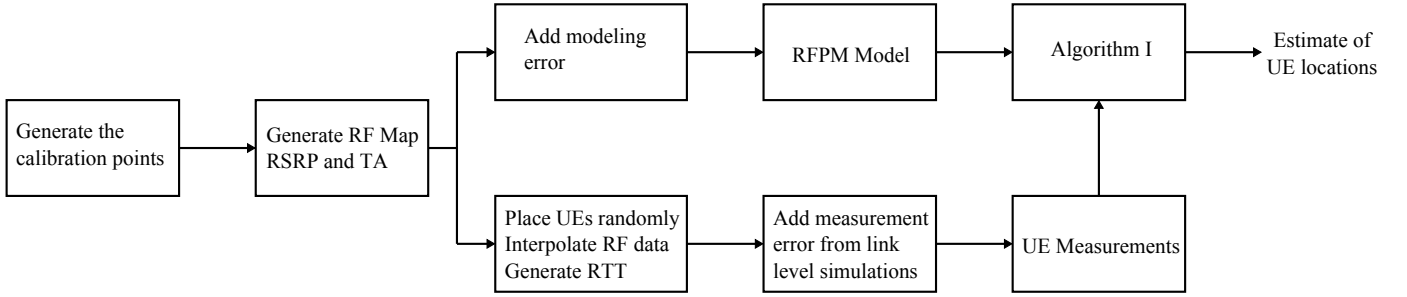 Generate the
calibration points
Generate RF Map
RSRP and TA
Add modeling
error
RFPM Model
Algorithm I
Estimate of
UE locations
Place UEs randomly
Interpolate RF data
Generate RTT
Add measurement
error from link
level simulations
UE Measurements